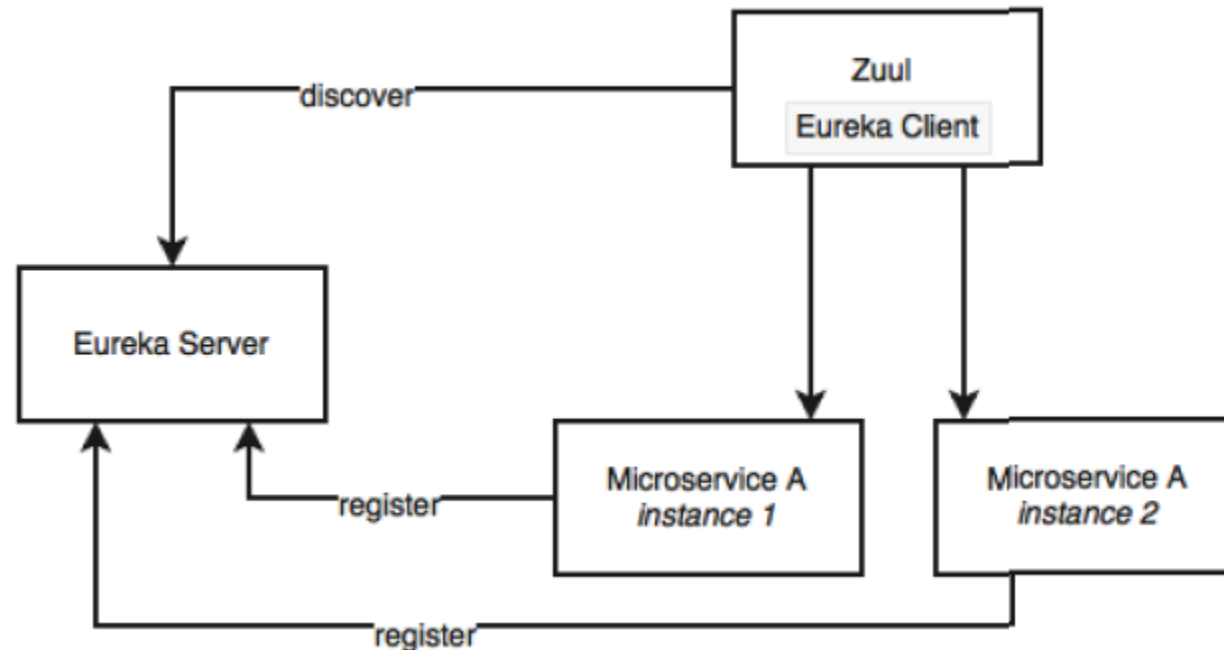 Zuul
discover
Eureka Client
Eureka Server
Microservice A
instance 1
Microservice A
instance 2
register
register